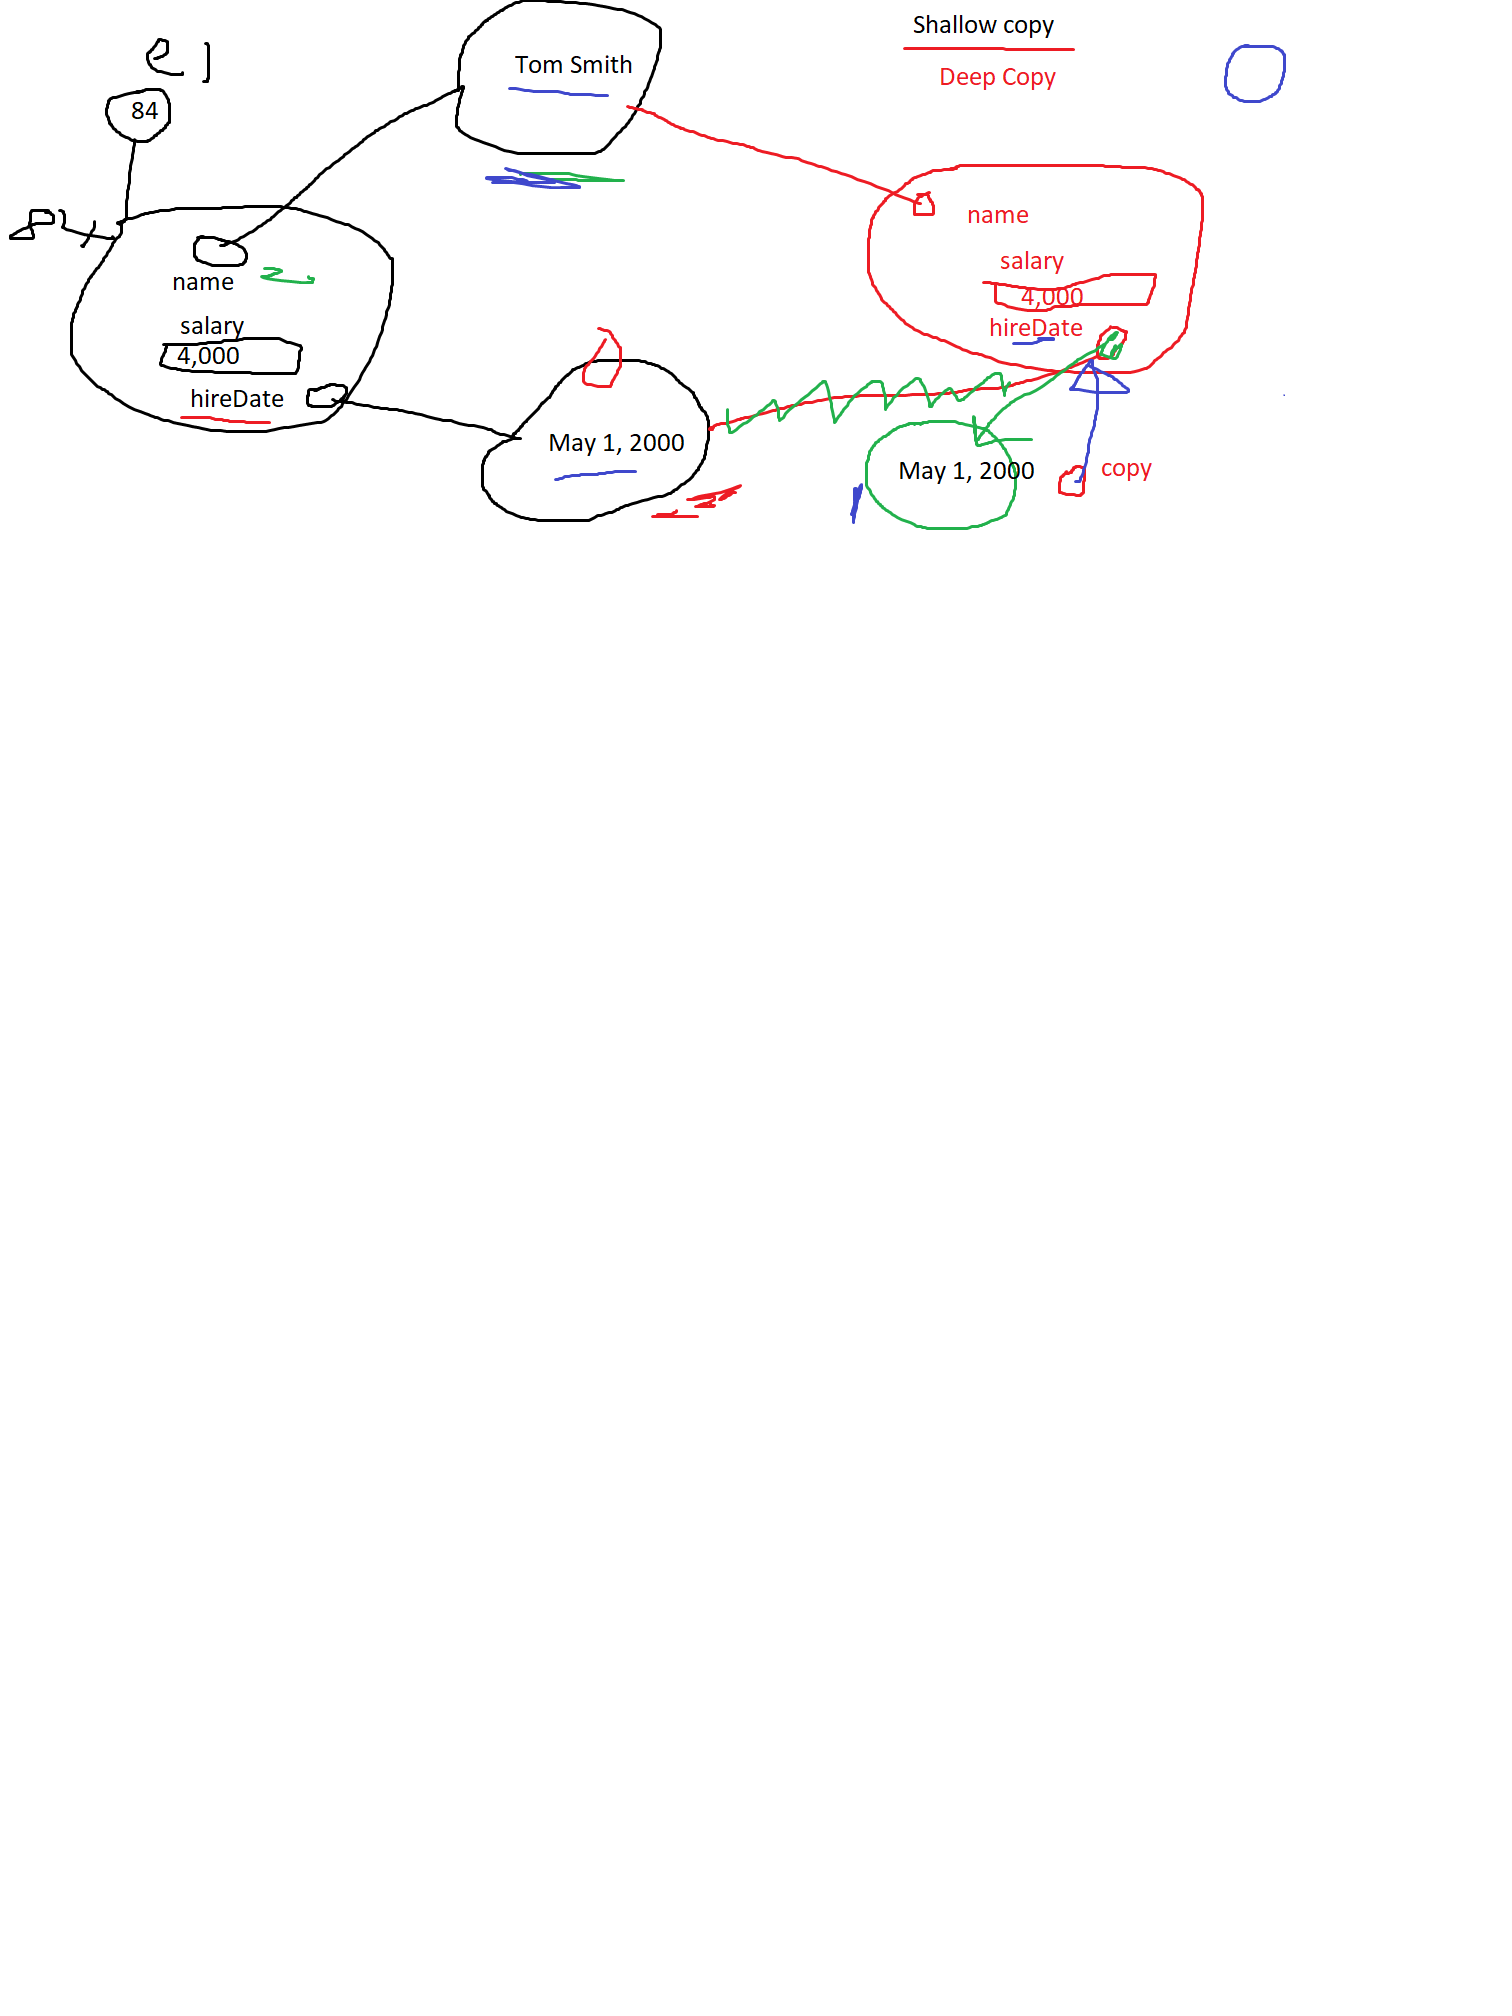 Shallow copy
Deep Copy
e1
84
Tom Smith
name
salary
4,000
hireDate
May 1, 2000
name
salary
4,000
hireDate
May 1, 2000
copy